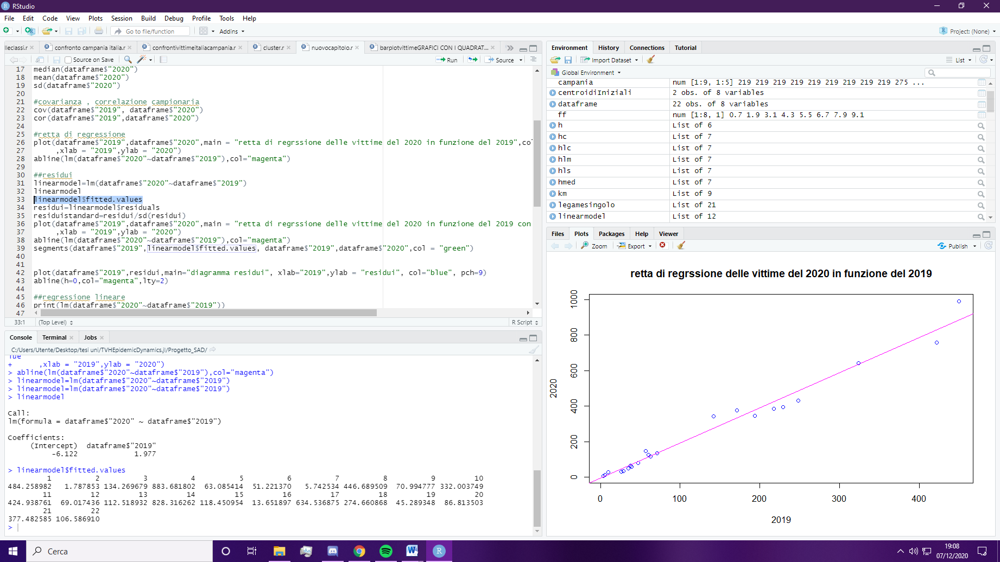 RStudio
File Edit Code View Plots Session Build Debug Profile Tools Help
Go to file/function Addins Project: (None)
lleclassi.r confronto campania italia.r confrontivittimeitaliacampania.r cluster.r nuovocapitolo.r barplotvittimeGRAFICI CON I QUADRAT...
Source on Save Run Source
17 median(dataframe$"2020")
18 mean(dataframe$"2020")
19 sd(dataframe$"2020")
20
21 #covarianza , correlazione campionaria
22 cov(dataframe$"2019", dataframe$"2020")
23 cor(dataframe$"2019",dataframe$"2020")
24
25 #retta di regressione
26 plot(dataframe$"2019",dataframe$"2020",main = "retta di regrssione delle vittime del 2020 in funzione del 2019",co
27 ,xlab = "2019",ylab = "2020")
28 abline(lm(dataframe$"2020"~dataframe$"2019"),col="magenta")
29
30 ##residui
31 linearmodel=lm(dataframe$"2020"~dataframe$"2019")
32 linearmodel
33 linearmodel$fitted.values
34 residui=linearmodel$residuals
35 residuistandard=residui/sd(residui)
36 plot(dataframe$"2019",dataframe$"2020",main = "retta di regrssione delle vittime del 2020 in funzione del 2019 con
37 ,xlab = "2019",ylab = "2020")
38 abline(lm(dataframe$"2020"~dataframe$"2019"),col="magenta")
39 segments(dataframe$"2019",linearmodel$fitted.values, dataframe$"2019",dataframe$"2020",col = "green")
40
41
42 plot(dataframe$"2019",residui,main="diagramma residui", xlab="2019",ylab = "residui", col="blue", pch=9)
43 abline(h=0,col="magenta",lty=2)
44
45 ##regressione lineare
46 print(lm(dataframe$"2020"~dataframe$"2019"))
47
33:1 (Top Level) R Script
Console Terminal Jobs
C:/Users/Utente/Desktop/tesi uni/TVHEpidemicDynamics.jl/Progetto_SAD/
lue
+ ,xlab = "2019",ylab = "2020")
> abline(lm(dataframe$"2020"~dataframe$"2019"),col="magenta")
> linearmodel=lm(dataframe$"2020"~dataframe$"2019")
> linearmodel=lm(dataframe$"2020"~dataframe$"2019")
> linearmodel
Call:
lm(formula = dataframe$"2020" ~ dataframe$"2019")
Coefficients:
(Intercept) dataframe$"2019"
-6.122 1.977
> linearmodel$fitted.values
1 2 3 4 5 6 7 8 9 10
484.258982 1.787853 134.269679 883.681802 63.085414 51.221370 5.742534 446.689509 70.994777 332.003749
11 12 13 14 15 16 17 18 19 20
424.938761 69.017436 112.518932 828.316262 118.450954 13.651897 634.536875 274.660868 45.289348 86.813503
21 22
377.482585 106.586910
>
Environment History Connections Tutorial
Import Dataset List
Global Environment
campania num [1:9, 1:5] 219 219 219 219 219 219 219 219 219 275 ...
centroidiIniziali 2 obs. of 8 variables
dataframe 22 obs. of 8 variables
ff num [1:8, 1] 0.7 1.9 3.1 4.3 5.5 6.7 7.9 9.1
h List of 6
hc List of 7
hlc List of 7
hlm List of 7
hls List of 7
hmed List of 7
km List of 9
legamesingolo List of 21
linearmodel List of 12
Files Plots Packages Help Viewer
Zoom Export Publish
retta di regrssione delle vittime del 2020 in funzione del 2019
1000
800
600
400
200
0
2020
0 100 200 300 400
2019
Cerca
19:08
07/12/2020